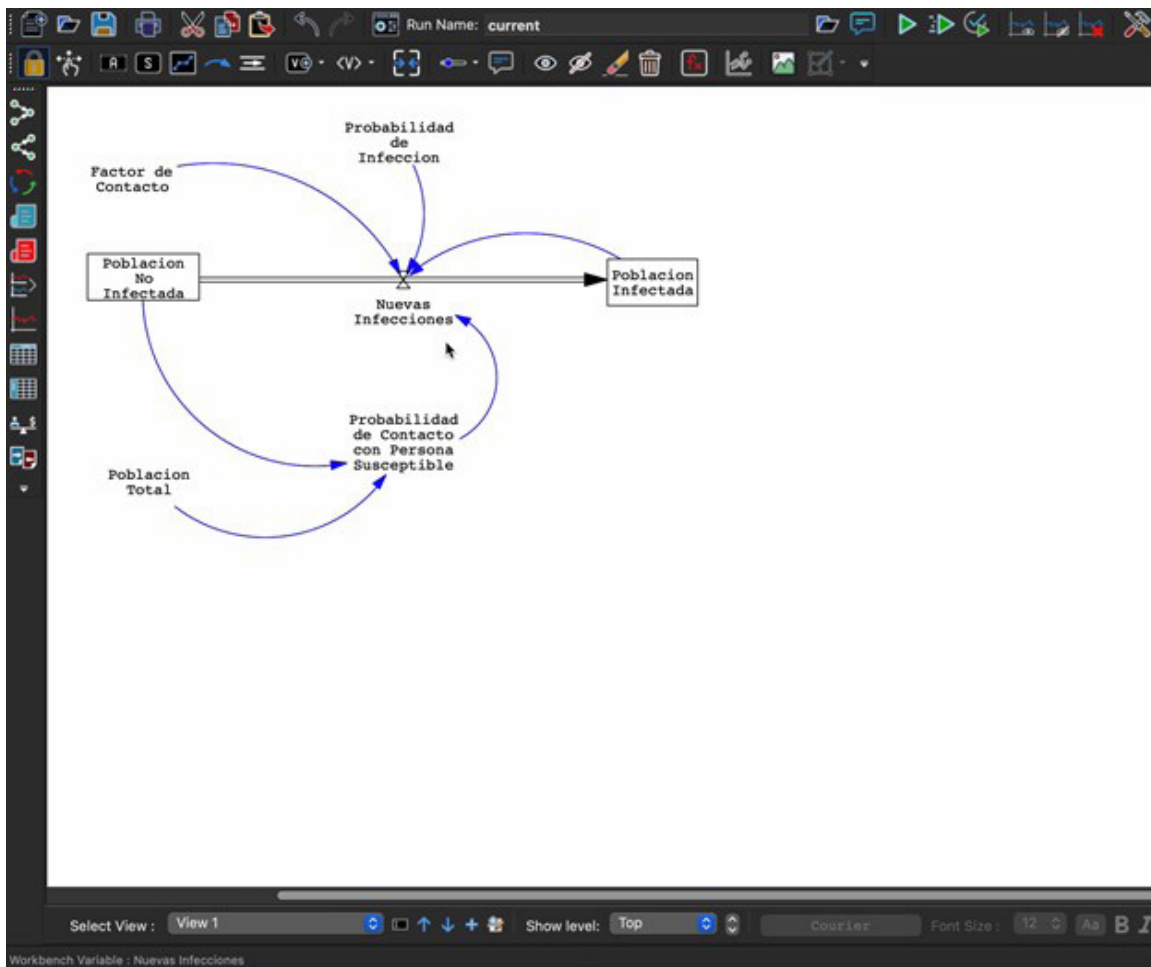 Run Name: current
A
S
V
<V>
fx
Probabilidad
de
Infeccion
Factor de
Contacto
Poblacion
No
Infectada
Poblacion
Infectada
Nuevas
Infecciones
Probabilidad
de Contacto
con Persona
Susceptible
Poblacion
Total
Select View : View 1
Show level: Top
Courier
Font Size : 12
Aa B I
Workbench Variable : Nuevas Infecciones